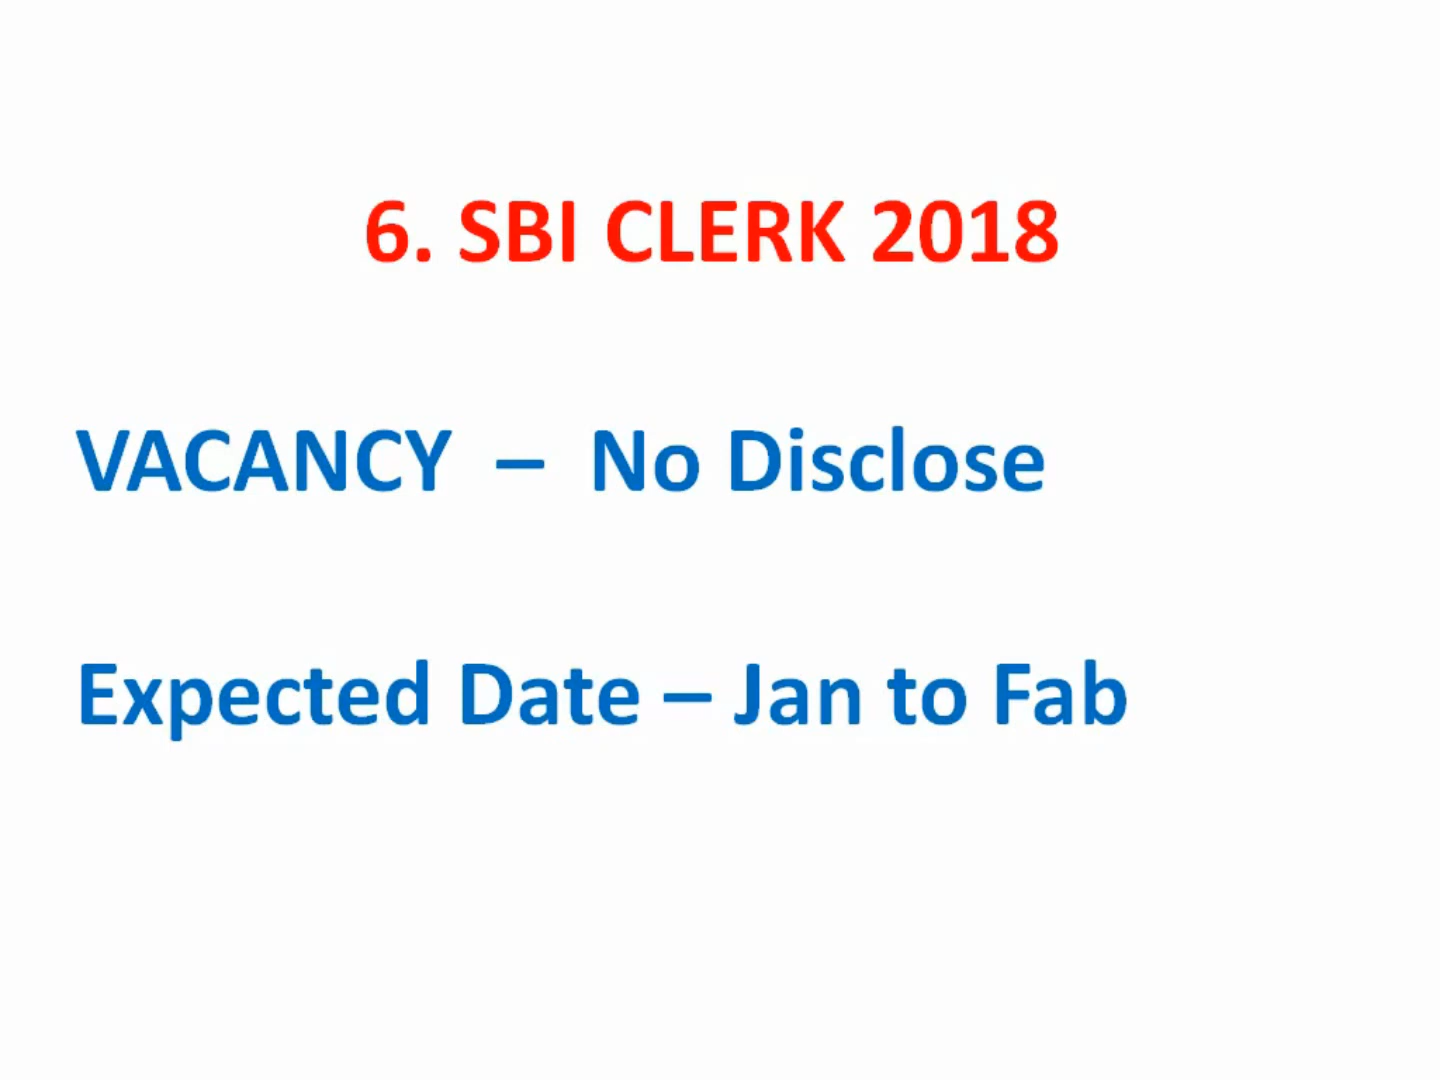 6. SBI CLERK 2018
VACANCY – No Disclose
Expected Date – Jan to Fab